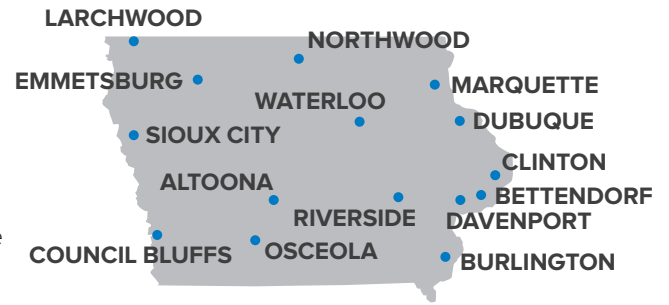 LARCHWOOD
NORTHWOOD
EMMETSBURG
MARQUETTE
WATERLOO
DUBUQUE
SIOUX CITY
CLINTON
ALTOONA
BETTENDORF
RIVERSIDE
DAVENPORT
e
COUNCIL BLUFFS
OSCEOLA
BURLINGTON